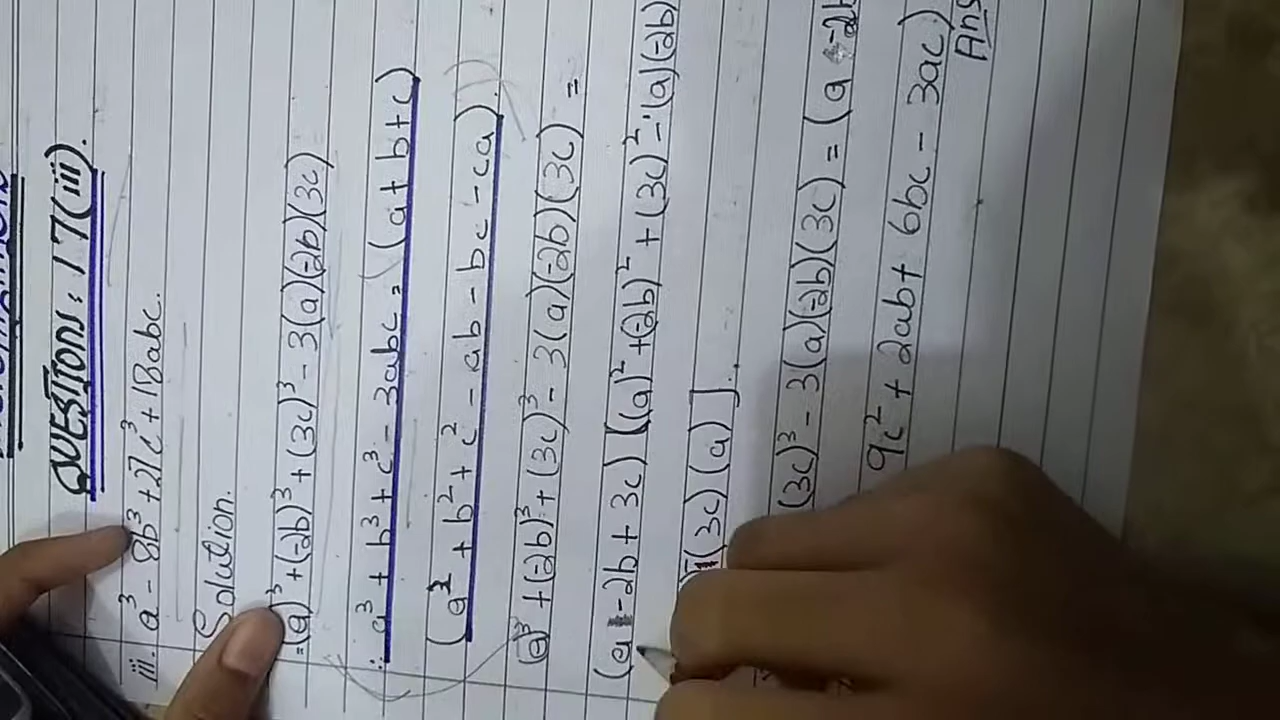 QUESTION: 17(iii).
iii. a³ - 8b³ + 27c³ + 18abc.
Solution.
= (a)³ + (-2b)³ + (3c)³ - 3(a)(-2b)(3c)
∴ a³ + b³ + c³ - 3abc = (a + b + c)
(a² + b² + c² - ab - bc - ca).
(a)³ + (-2b)³ + (3c)³ - 3(a)(-2b)(3c) =
(a - 2b + 3c) [(a)² + (-2b)² + (3c)² - (a)(-2b)
(3c)(a)].
(3c)³ - 3(a)(-2b)(3c) = (a - 2b
9c² + 2ab + 6bc - 3ac)
Ans